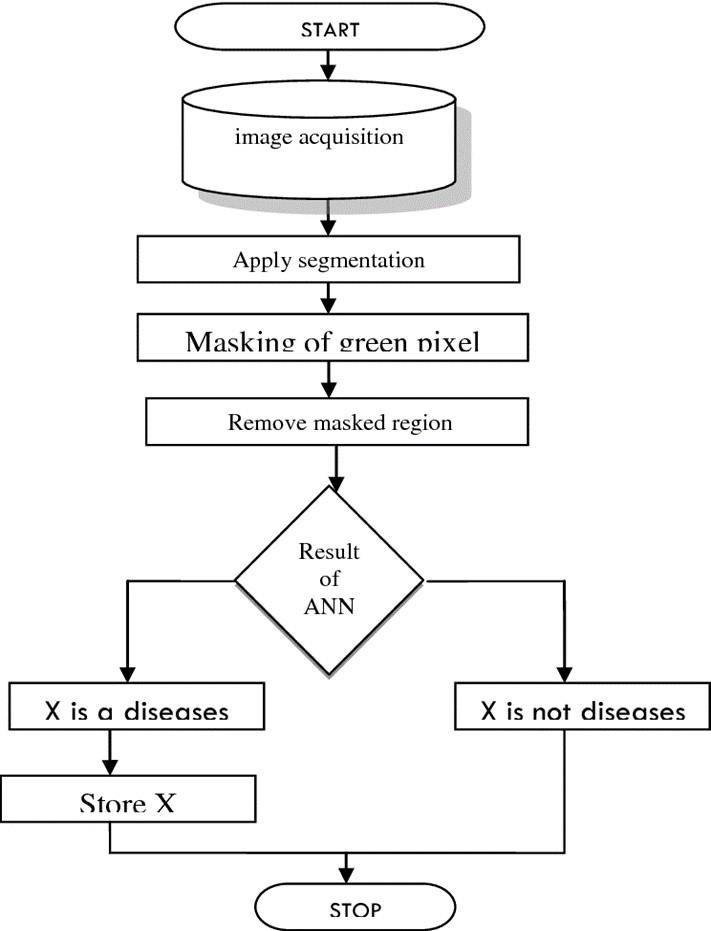 START
image acquisition
Apply segmentation
Masking of green pixel
Remove masked region
Result
of
ANN
X is a diseases
X is not diseases
Store X
STOP